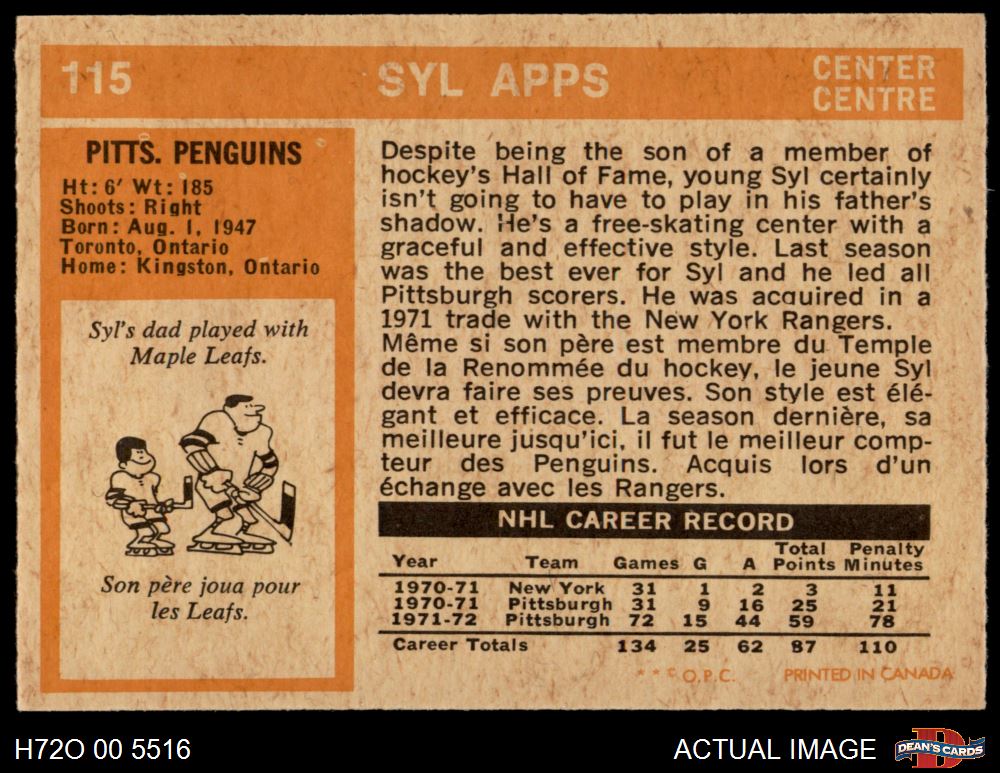 115 SYL APPS CENTER
CENTRE
PITTS. PENGUINS
Ht: 6' Wt: 185
Shoots: Right
Born: Aug. 1, 1947
Toronto, Ontario
Home: Kingston, Ontario
Syl's dad played with
Maple Leafs.
Son père joua pour
les Leafs.
Despite being the son of a member of
hockey's Hall of Fame, young Syl certainly
isn't going to have to play in his father's
shadow. He's a free-skating center with a
graceful and effective style. Last season
was the best ever for Syl and he led all
Pittsburgh scorers. He was acquired in a
1971 trade with the New York Rangers.
Même si son père est membre du Temple
de la Renommée du hockey, le jeune Syl
devra faire ses preuves. Son style est élé-
gant et efficace. La season dernière, sa
meilleure jusqu'ici, il fut le meilleur comp-
teur des Penguins. Acquis lors d'un
échange avec les Rangers.
NHL CAREER RECORD
Total Penalty
Year Team Games G A Points Minutes
1970-71 New York 31 1 2 3 11
1970-71 Pittsburgh 31 9 16 25 21
1971-72 Pittsburgh 72 15 44 59 78
Career Totals 134 25 62 87 110
* * © O.P.C. PRINTED IN CANADA
H72O 00 5516 ACTUAL IMAGE DEAN'S CARDS